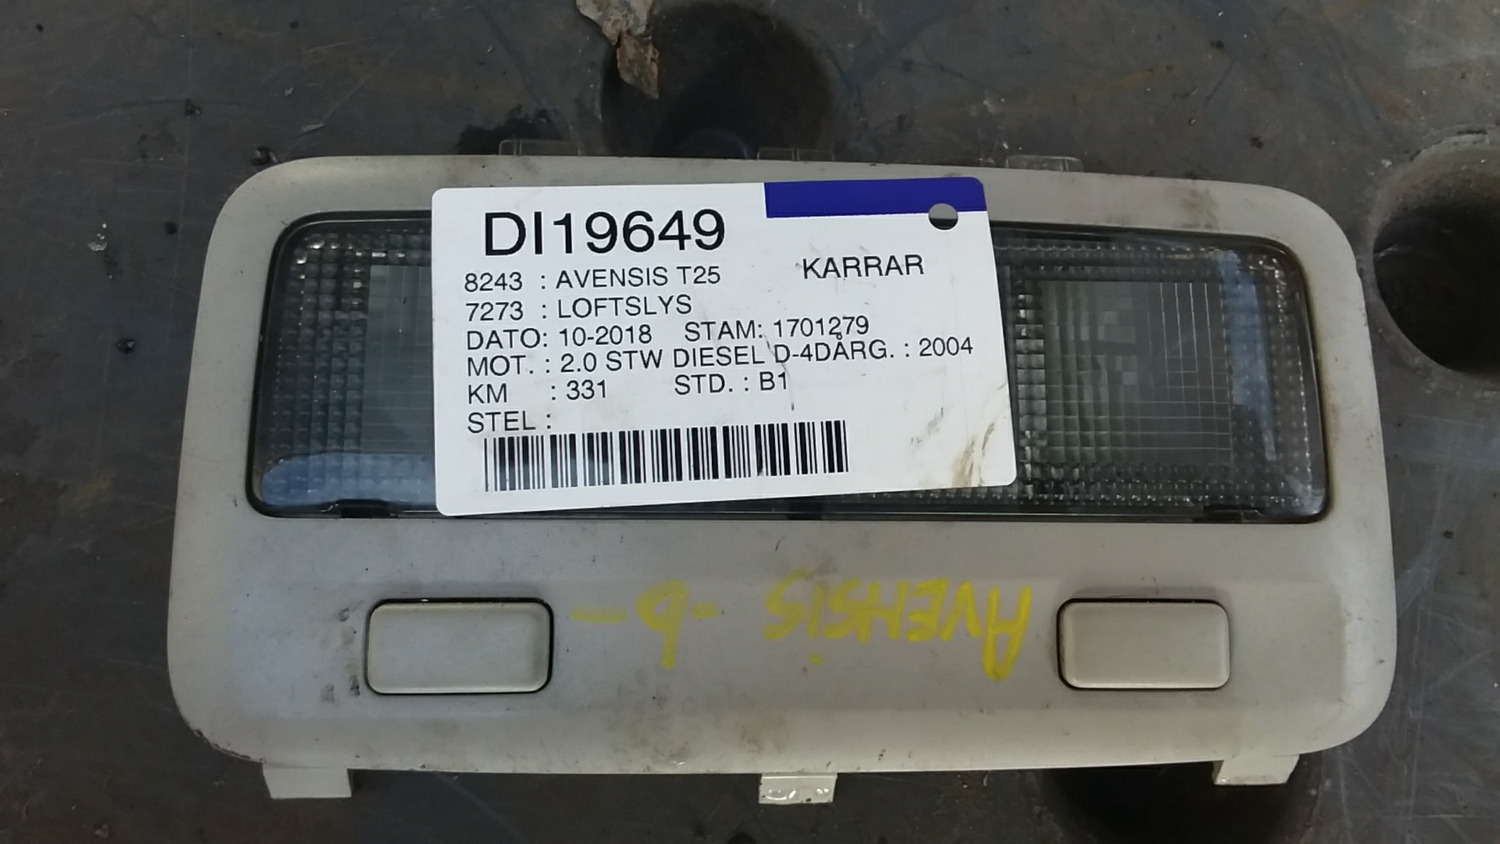 DI19649
8243 : AVENSIS T25 KARRAR
7273 : LOFTSLYS
DATO: 10-2018 STAM: 1701279
MOT. : 2.0 STW DIESEL D-4DÅRG. : 2004
KM : 331 STD. : B1
STEL :
AVENSIS -6-